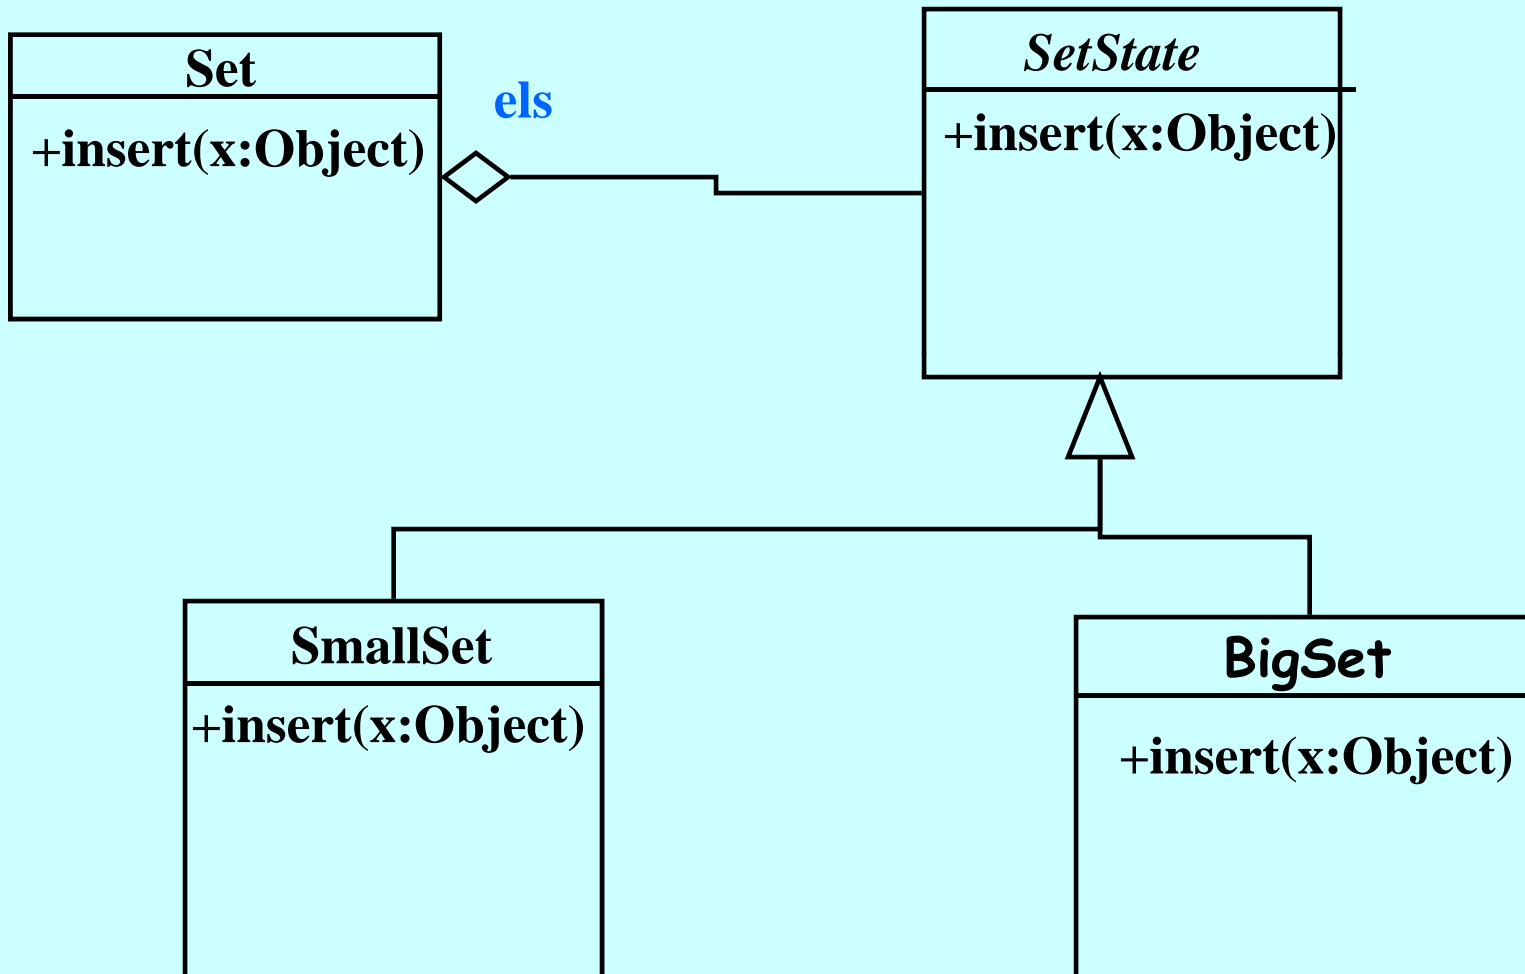 Set
+insert(x:Object)
els
SetState
+insert(x:Object)
SmallSet
+insert(x:Object)
BigSet
+insert(x:Object)